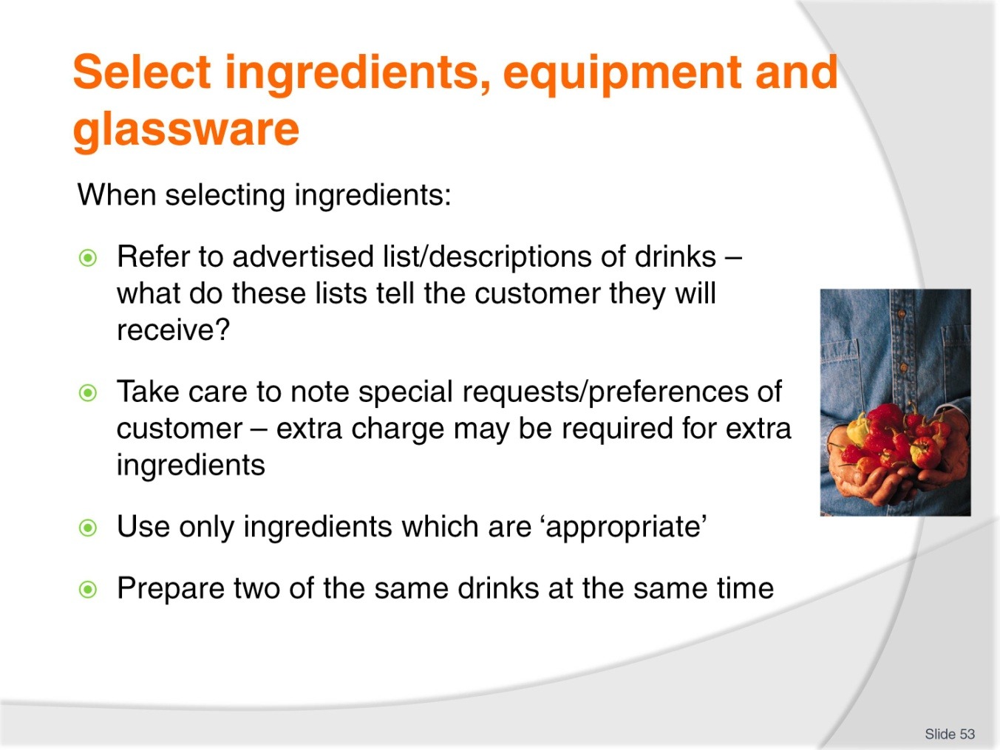 Select ingredients, equipment and
glassware
When selecting ingredients:
Refer to advertised list/descriptions of drinks –
what do these lists tell the customer they will
receive?
Take care to note special requests/preferences of
customer – extra charge may be required for extra
ingredients
Use only ingredients which are ‘appropriate’
Prepare two of the same drinks at the same time
Slide 53